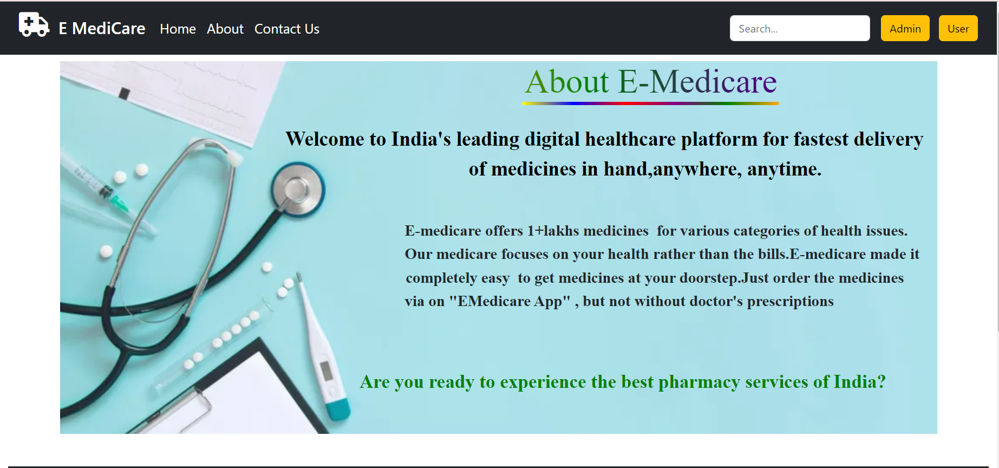 E MediCare Home About Contact Us Search... Admin User
About E-Medicare
Welcome to India's leading digital healthcare platform for fastest delivery
of medicines in hand,anywhere, anytime.
E-medicare offers 1+lakhs medicines  for various categories of health issues.
Our medicare focuses on your health rather than the bills.E-medicare made it
completely easy  to get medicines at your doorstep.Just order the medicines
via on "EMedicare App" , but not without doctor's prescriptions
Are you ready to experience the best pharmacy services of India?